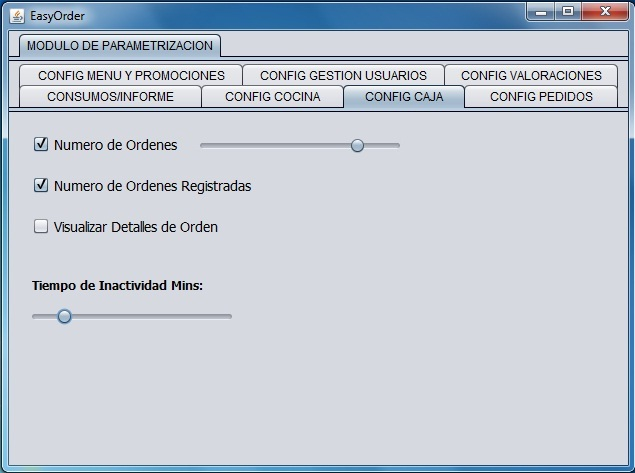 EasyOrder
MODULO DE PARAMETRIZACION
CONFIG MENU Y PROMOCIONES CONFIG GESTION USUARIOS CONFIG VALORACIONES
CONSUMOS/INFORME CONFIG COCINA CONFIG CAJA CONFIG PEDIDOS
Numero de Ordenes
Numero de Ordenes Registradas
Visualizar Detalles de Orden
Tiempo de Inactividad Mins: